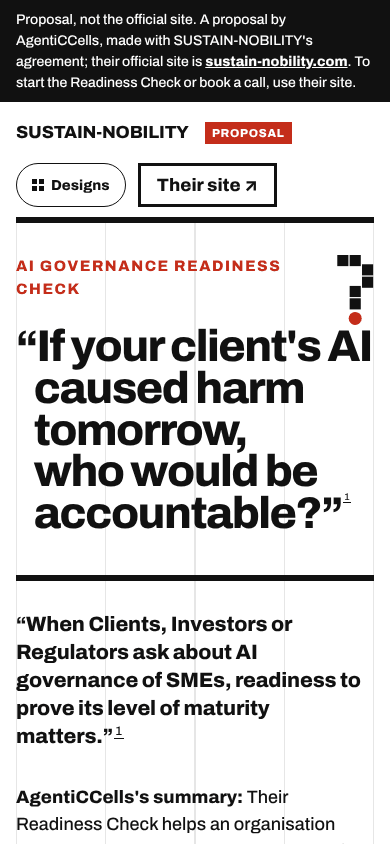 Proposal, not the official site. A proposal by
AgentiCCells, made with SUSTAIN-NOBILITY's
agreement; their official site is sustain-nobility.com. To
start the Readiness Check or book a call, use their site.
SUSTAIN-NOBILITY PROPOSAL
Designs Their site ↗
AI GOVERNANCE READINESS
CHECK
“If your client's AI
caused harm
tomorrow,
who would be
accountable?”1
“When Clients, Investors or
Regulators ask about AI
governance of SMEs, readiness to
prove its level of maturity
matters.”1
AgentiCCells's summary: Their
Readiness Check helps an organisation